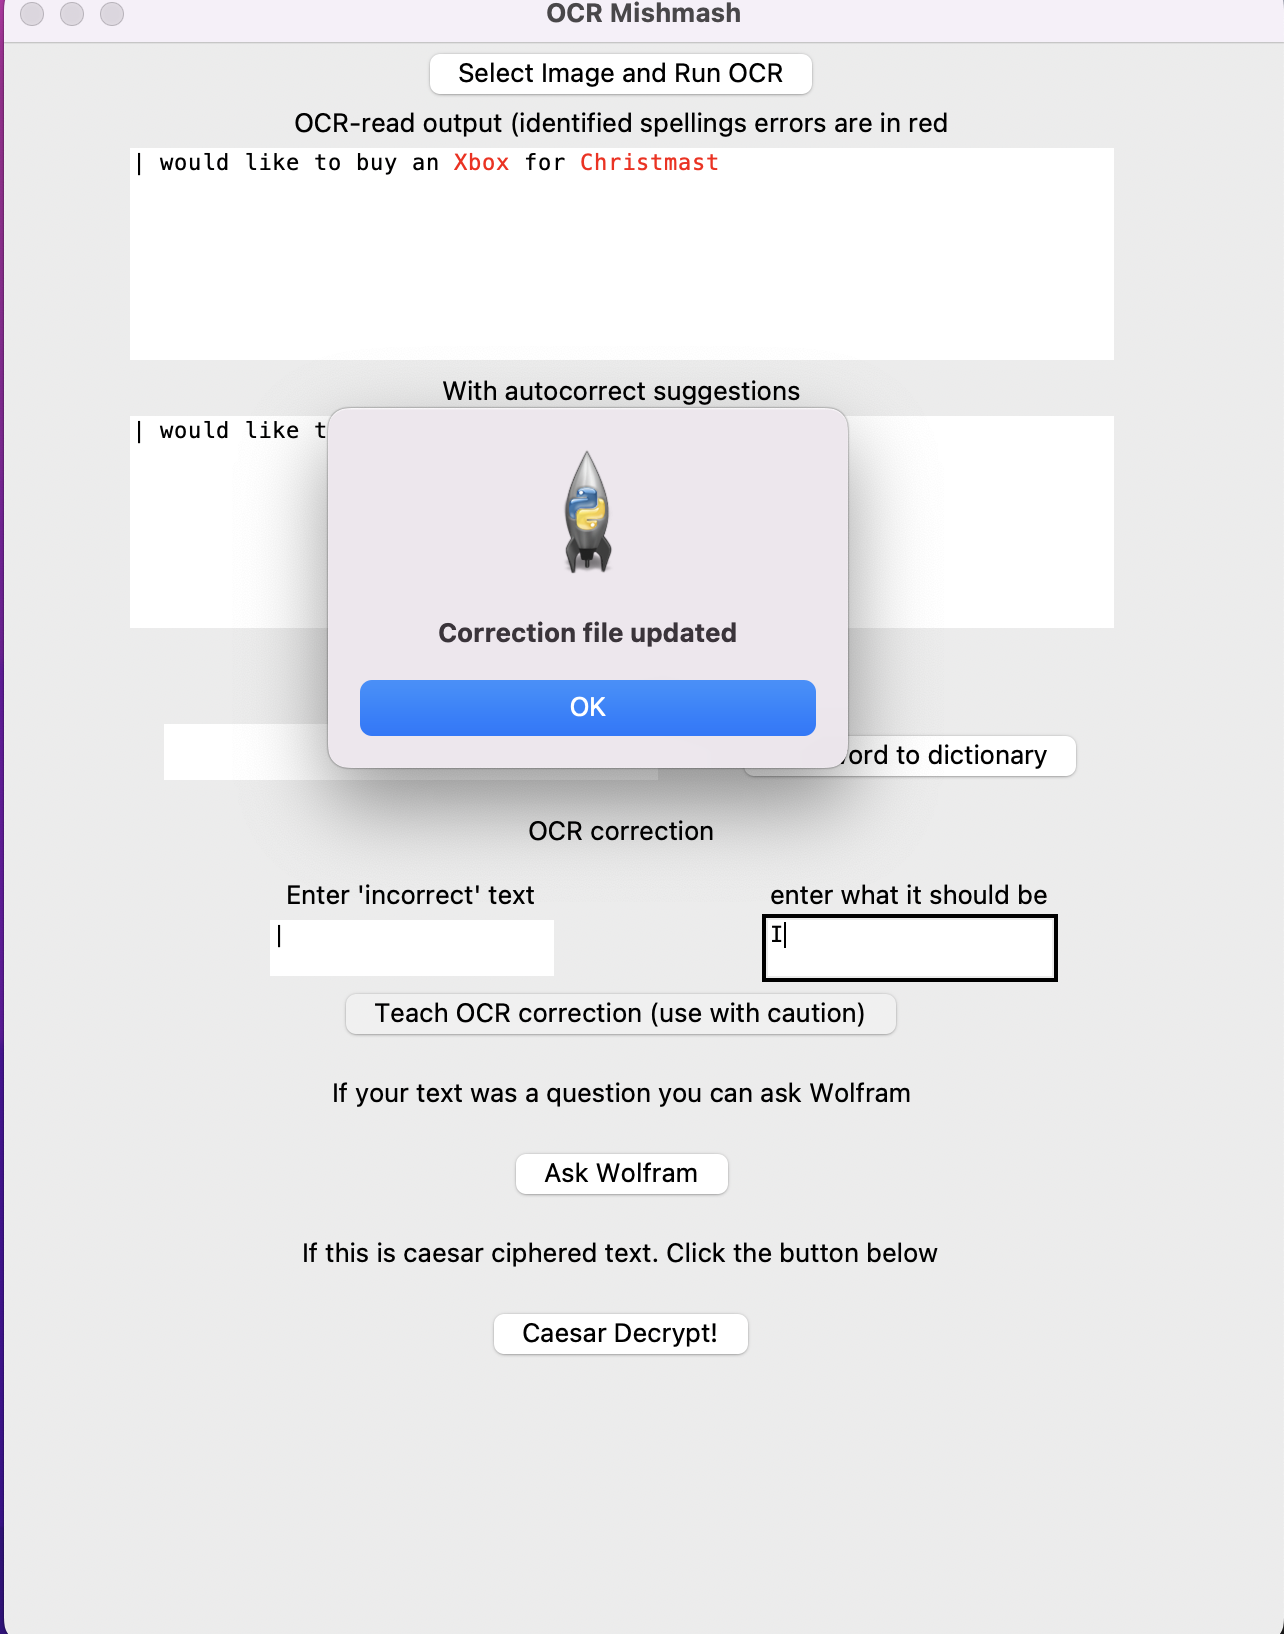 OCR Mishmash
Select Image and Run OCR
OCR-read output (identified spellings errors are in red
| would like to buy an Xbox for Christmast
With autocorrect suggestions
| would like t
Correction file updated
OK
ord to dictionary
OCR correction
Enter 'incorrect' text
enter what it should be
|
I
Teach OCR correction (use with caution)
If your text was a question you can ask Wolfram
Ask Wolfram
If this is caesar ciphered text. Click the button below
Caesar Decrypt!